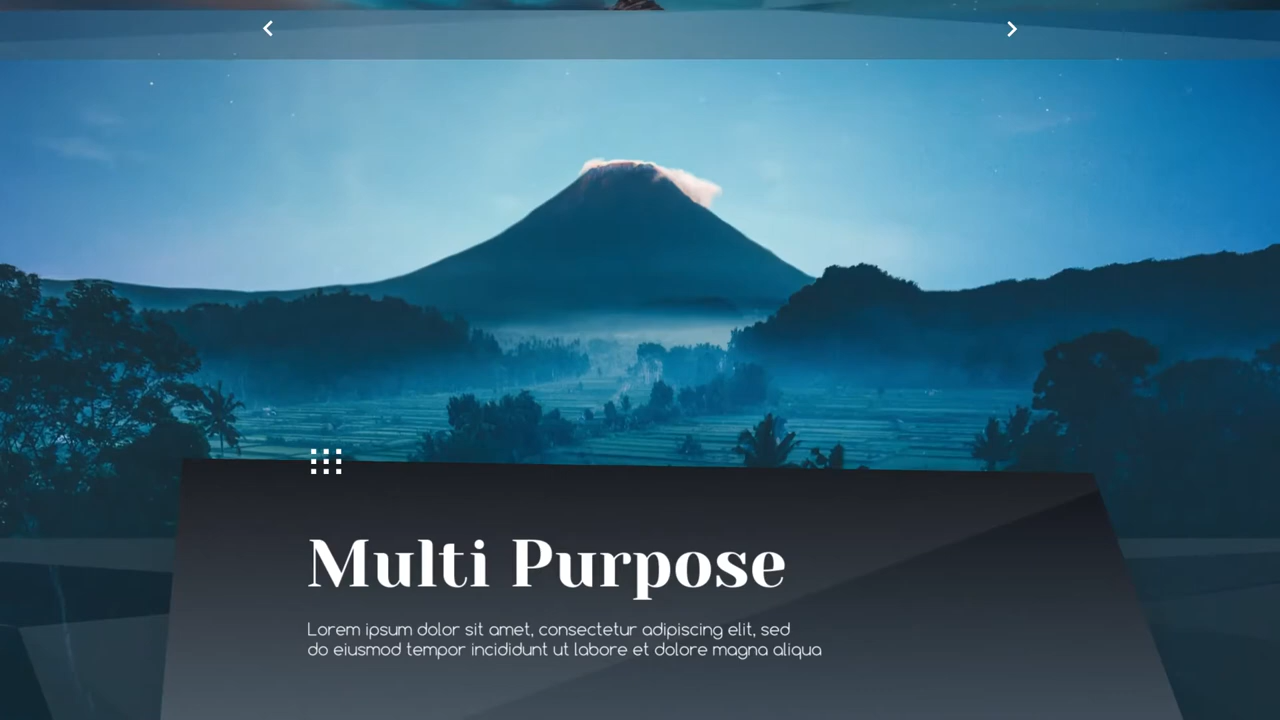 Multi Purpose
Lorem ipsum dolor sit amet, consectetur adipiscing elit, sed
do eiusmod tempor incididunt ut labore et dolore magna aliqua